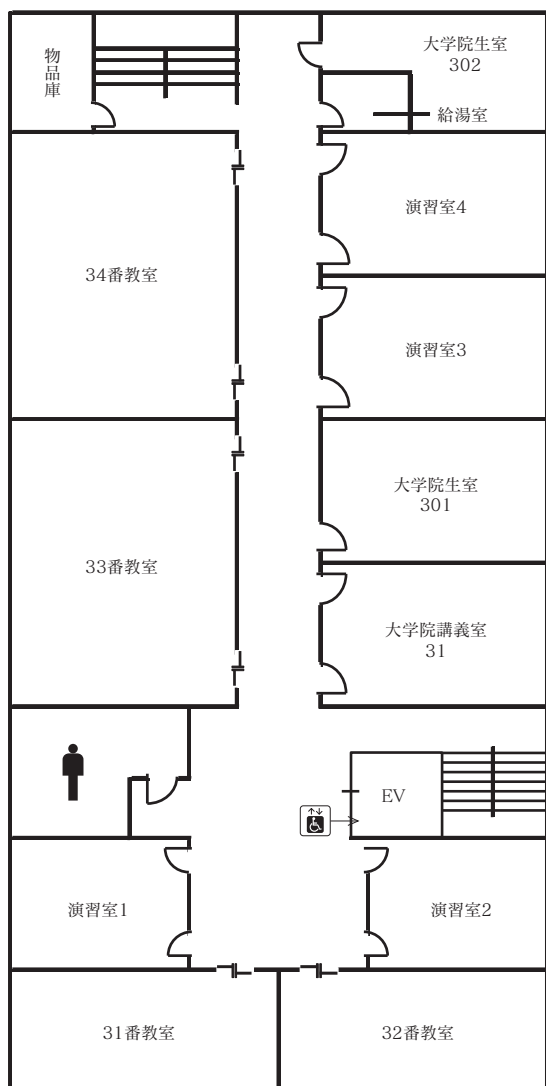 物品庫
大学院生室
302
給湯室
演習室4
34番教室
演習室3
大学院生室
301
33番教室
大学院講義室
31
EV
演習室1
演習室2
31番教室
32番教室